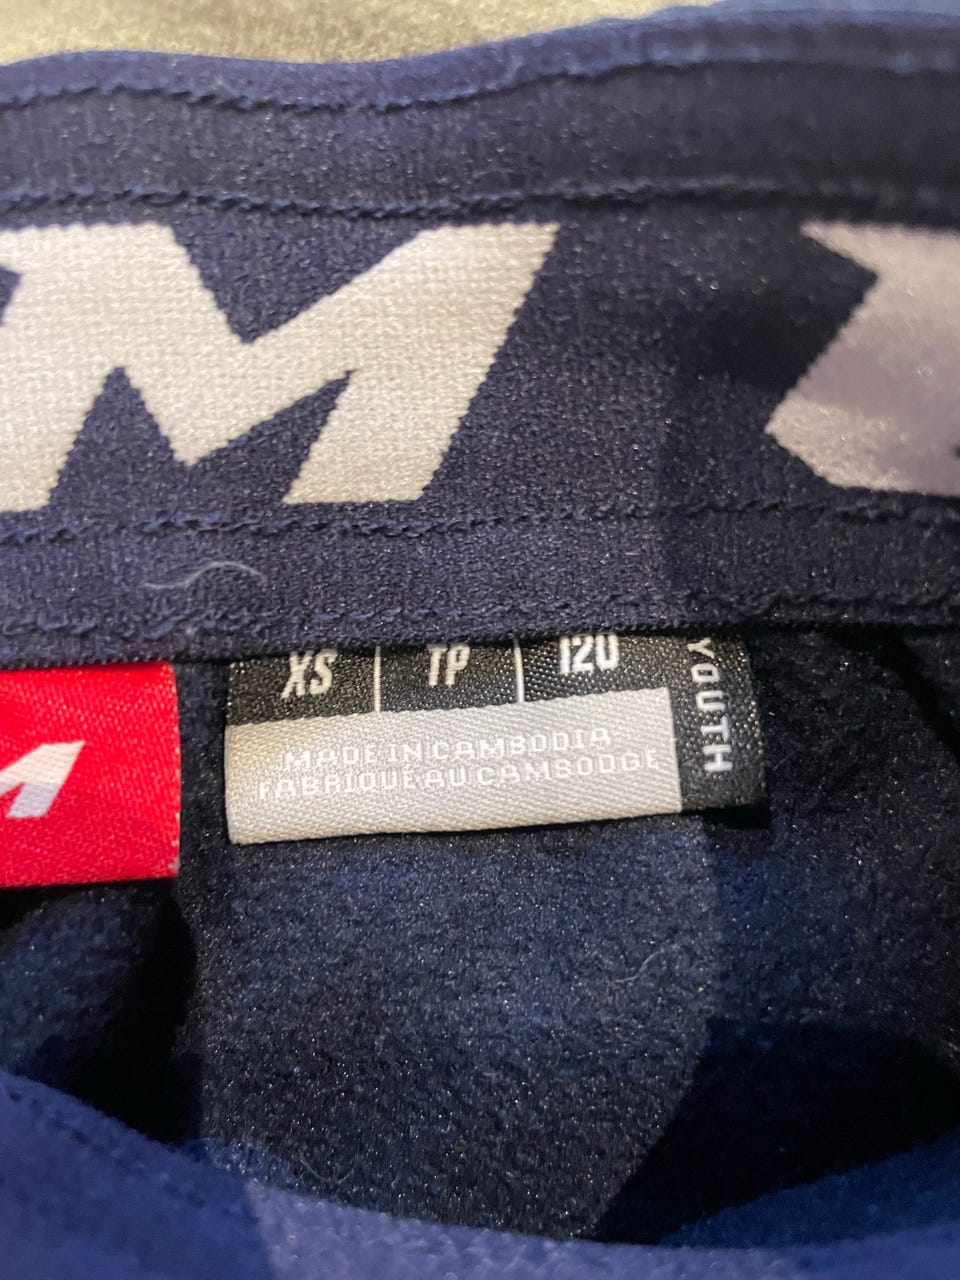 M
XS TP 120
YOUTH
MADE IN CAMBODIA
FABRIQUE AU CAMBODGE
M